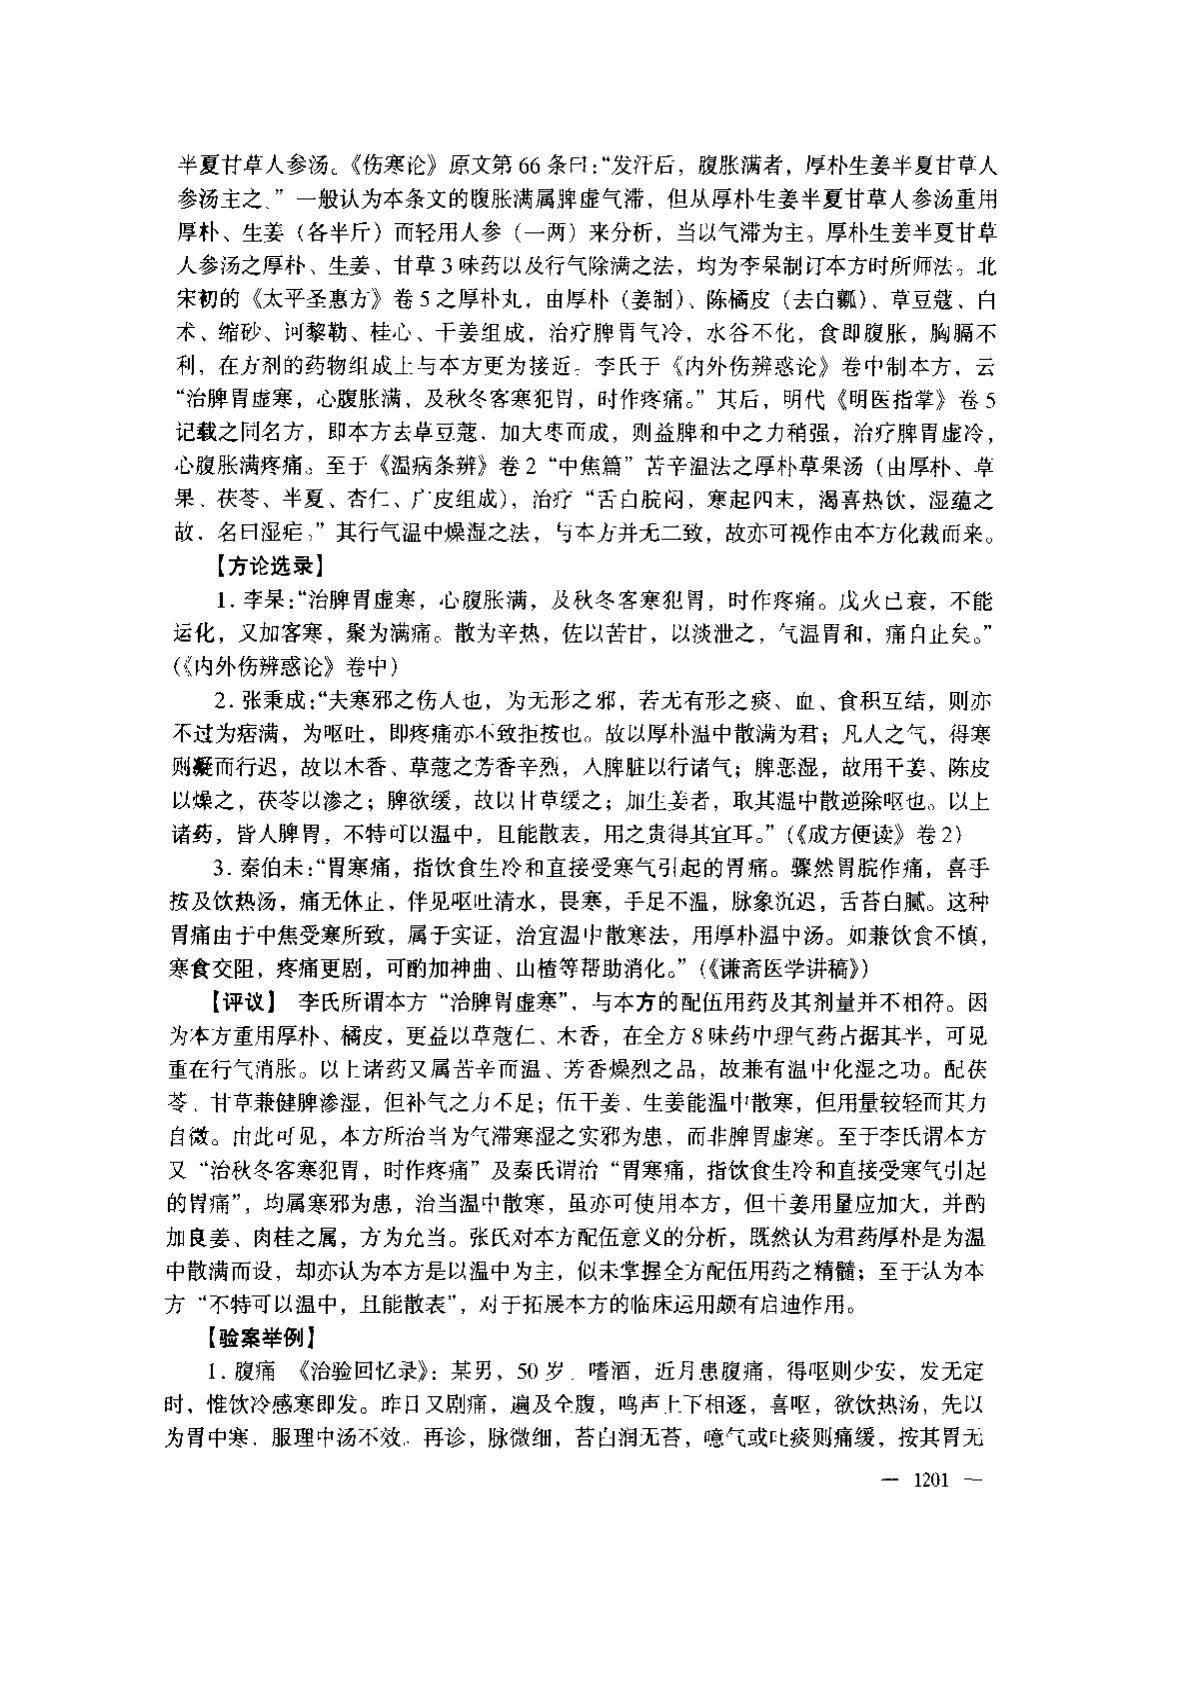 半夏甘草人参汤。《伤寒论》原文第66条曰：“发汗后，腹胀满者，厚朴生姜半夏甘草人
参汤主之。”一般认为本条文的腹胀满属脾虚气滞，但从厚朴生姜半夏甘草人参汤重用
厚朴、生姜（各半斤）而轻用人参（一两）来分析，当以气滞为主。厚朴生姜半夏甘草
人参汤之厚朴、生姜、甘草3味药以及行气除满之法，均为李杲制订本方时所师法。北
宋初的《太平圣惠方》卷5之厚朴丸，由厚朴（姜制）、陈橘皮（去白瓤）、草豆蔻、白
术、缩砂、诃黎勒、桂心、干姜组成，治疗脾胃气冷，水谷不化，食即腹胀，胸膈不
利，在方剂的药物组成上与本方更为接近。李氏于《内外伤辨惑论》卷中制本方，云
“治脾胃虚寒，心腹胀满，及秋冬客寒犯胃，时作疼痛。”其后，明代《明医指掌》卷5
记载之同名方，即本方去草豆蔻、加大枣而成，则益脾和中之力稍强，治疗脾胃虚冷，
心腹胀满疼痛。至于《温病条辨》卷2“中焦篇”苦辛温法之厚朴草果汤（由厚朴、草
果、茯苓、半夏、杏仁、广皮组成），治疗“舌白脘闷，寒起四末，渴喜热饮，湿蕴之
故，名曰湿疟。”其行气温中燥湿之法，与本方并无二致，故亦可视作由本方化裁而来。
【方论选录】
1. 李杲：“治脾胃虚寒，心腹胀满，及秋冬客寒犯胃，时作疼痛。戊火已衰，不能
运化，又加客寒，聚为满痛。散为辛热，佐以苦甘，以淡泄之，气温胃和，痛自止矣。”
（《内外伤辨惑论》卷中）
2. 张秉成：“夫寒邪之伤人也，为无形之邪，若无有形之痰、血、食积互结，则亦
不过为痞满，为呕吐，即疼痛亦不致拒按也。故以厚朴温中散满为君；凡人之气，得寒
则凝而行迟，故以木香、草蔻之芳香辛烈，入脾脏以行诸气；脾恶湿，故用干姜、陈皮
以燥之，茯苓以渗之；脾欲缓，故以甘草缓之；加生姜者，取其温中散逆除呕也。以上
诸药，皆入脾胃，不特可以温中，且能散表，用之贵得其宜耳。”（《成方便读》卷2）
3. 秦伯未：“胃寒痛，指饮食生冷和直接受寒气引起的胃痛。骤然胃脘作痛，喜手
按及饮热汤，痛无休止，伴见呕吐清水，畏寒，手足不温，脉象沉迟，舌苔白腻。这种
胃痛由于中焦受寒所致，属于实证，治宜温中散寒法，用厚朴温中汤。如兼饮食不慎，
寒食交阻，疼痛更剧，可酌加神曲、山楂等帮助消化。”（《谦斋医学讲稿》）
【评议】 李氏所谓本方“治脾胃虚寒”，与本方的配伍用药及其剂量并不相符。因
为本方重用厚朴、橘皮，更益以草蔻仁、木香，在全方8味药中理气药占据其半，可见
重在行气消胀。以上诸药又属苦辛而温、芳香燥烈之品，故兼有温中化湿之功。配茯
苓、甘草兼健脾渗湿，但补气之力不足；伍干姜、生姜能温中散寒，但用量较轻而其力
自微。由此可见，本方所治当为气滞寒湿之实邪为患，而非脾胃虚寒。至于李氏谓本方
又“治秋冬客寒犯胃，时作疼痛”及秦氏谓治“胃寒痛，指饮食生冷和直接受寒气引起
的胃痛”，均属寒邪为患，治当温中散寒，虽亦可使用本方，但干姜用量应加大，并酌
加良姜、肉桂之属，方为允当。张氏对本方配伍意义的分析，既然认为君药厚朴是为温
中散满而设，却亦认为本方是以温中为主，似未掌握全方配伍用药之精髓；至于认为本
方“不特可以温中，且能散表”，对于拓展本方的临床运用颇有启迪作用。
【验案举例】
1. 腹痛 《治验回忆录》：某男，50岁。嗜酒，近月患腹痛，得呕则少安，发无定
时，惟饮冷感寒即发。昨日又剧痛，遍及全腹，鸣声上下相逐，喜呕，欲饮热汤，先以
为胃中寒，服理中汤不效。再诊，脉微细，苔白润无苔，噫气或吐痰则痛缓，按其胃无
— 1201 —